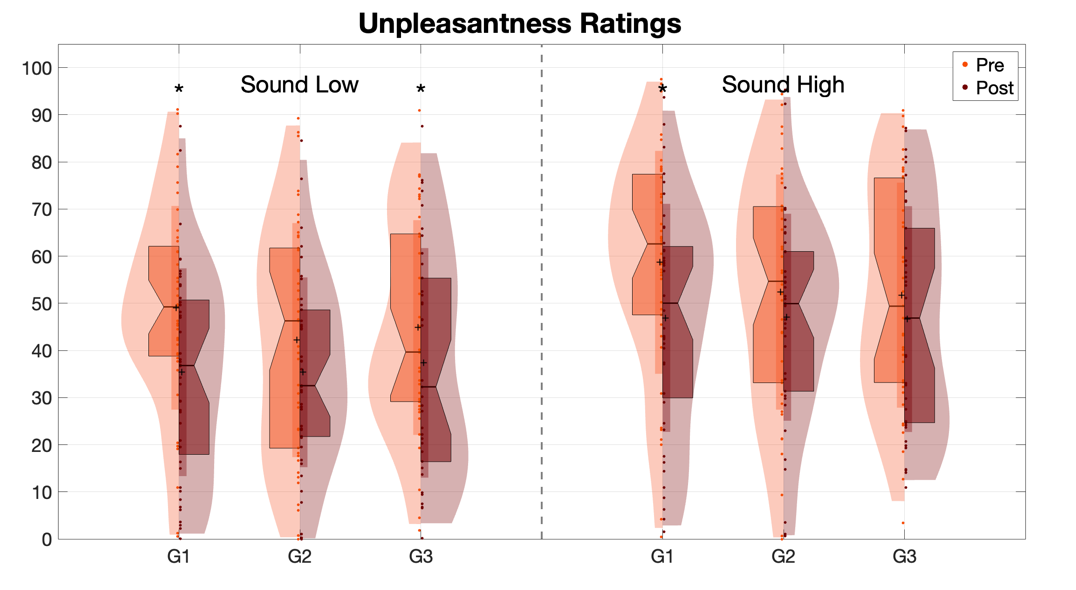 Unpleasantness Ratings
100
90
80
70
60
50
40
30
20
10
0
* Sound Low *
* Sound High
Pre
Post
G1 G2 G3 G1 G2 G3